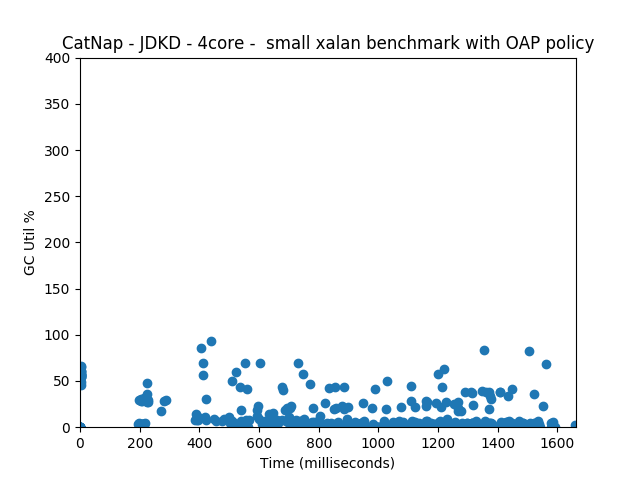 CatNap - JDKD - 4core -  small xalan benchmark with OAP policy
400
350
300
250
200
150
100
50
0
GC Util %
0 200 400 600 800 1000 1200 1400 1600
Time (milliseconds)